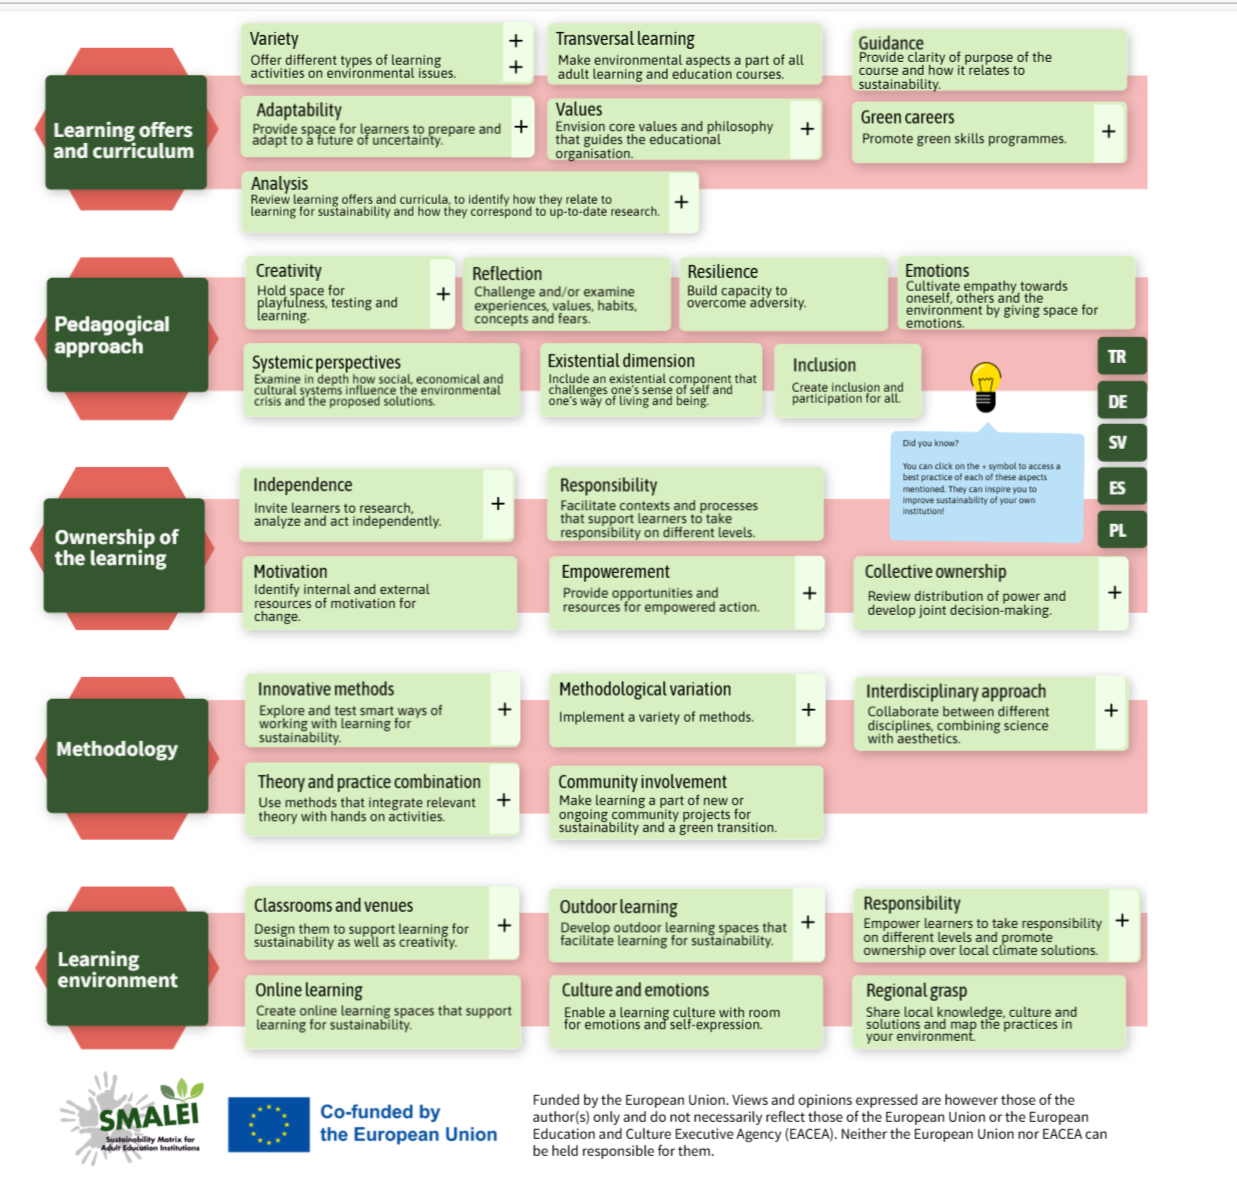 Learning offers
and curriculum
Variety
Offer different types of learning
activities on environmental issues.
+
+
Transversal learning
Make environmental aspects a part of all
adult learning and education courses.
Guidance
Provide clarity of purpose of the
course and how it relates to
sustainability.
Adaptability
Provide space for learners to prepare and
adapt to a future of uncertainty.
+
Values
Envision core values and philosophy
that guides the educational
organisation.
+
Green careers
Promote green skills programmes.
+
Analysis
Review learning offers and curricula, to identify how they relate to
learning for sustainability and how they correspond to up-to-date research.
+
Pedagogical
approach
Creativity
Hold space for
playfulness, testing and
learning.
+
Reflection
Challenge and/or examine
experiences, values, habits,
concepts and fears.
Resilience
Build capacity to
overcome adversity.
Emotions
Cultivate empathy towards
oneself, others and the
environment by giving space for
emotions.
Systemic perspectives
Examine in depth how social, economical and
cultural systems influence the environmental
crisis and the proposed solutions.
Existential dimension
Include an existential component that
challenges one's sense of self and
one's way of living and being.
Inclusion
Create inclusion and
participation for all.
TR
DE
SV
ES
PL
Did you know?
You can click on the + symbol to access a
best practice of each of these aspects
mentioned. They can inspire you to
improve sustainability of your own
institution!
Ownership of
the learning
Independence
Invite learners to research,
analyze and act independently.
+
Responsibility
Facilitate contexts and processes
that support learners to take
responsibility on different levels.
Motivation
Identify internal and external
resources of motivation for
change.
Empowerement
Provide opportunities and
resources for empowered action.
+
Collective ownership
Review distribution of power and
develop joint decision-making.
+
Methodology
Innovative methods
Explore and test smart ways of
working with learning for
sustainability.
+
Methodological variation
Implement a variety of methods.
+
Interdisciplinary approach
Collaborate between different
disciplines, combining science
with aesthetics.
+
Theory and practice combination
Use methods that integrate relevant
theory with hands on activities.
+
Community involvement
Make learning a part of new or
ongoing community projects for
sustainability and a green transition.
Learning
environment
Classrooms and venues
Design them to support learning for
sustainability as well as creativity.
+
Outdoor learning
Develop outdoor learning spaces that
facilitate learning for sustainability.
+
Responsibility
Empower learners to take responsibility
on different levels and promote
ownership over local climate solutions.
+
Online learning
Create online learning spaces that support
learning for sustainability.
Culture and emotions
Enable a learning culture with room
for emotions and self-expression.
Regional grasp
Share local knowledge, culture and
solutions and map the practices in
your environment.
SMALEI
Sustainability Matrix for
Adult Education Institutions
Co-funded by
the European Union
Funded by the European Union. Views and opinions expressed are however those of the
author(s) only and do not necessarily reflect those of the European Union or the European
Education and Culture Executive Agency (EACEA). Neither the European Union nor EACEA can
be held responsible for them.